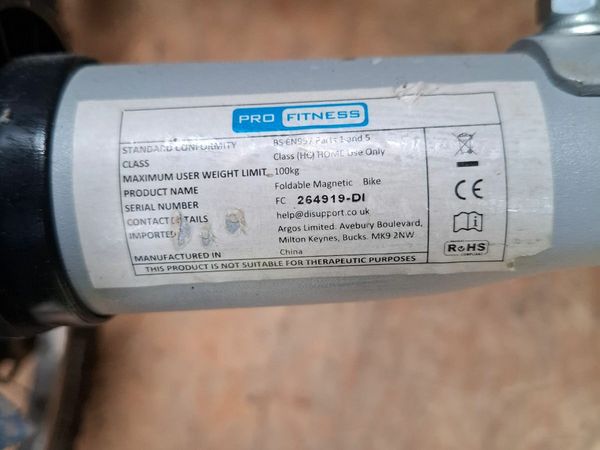 PRO FITNESS
STANDARD CONFORMITY BS EN957 Parts 1 and 5
CLASS Class (HC) HOME Use Only
MAXIMUM USER WEIGHT LIMIT 100kg
PRODUCT NAME Foldable Magnetic Bike
SERIAL NUMBER FC 264919-DI
CONTACT DETAILS help@disupport.co.uk
IMPORTED Argos Limited. Avebury Boulevard,
Milton Keynes, Bucks. MK9 2NW
MANUFACTURED IN China
THIS PRODUCT IS NOT SUITABLE FOR THERAPEUTIC PURPOSES
CE
RoHS
COMPLIANT